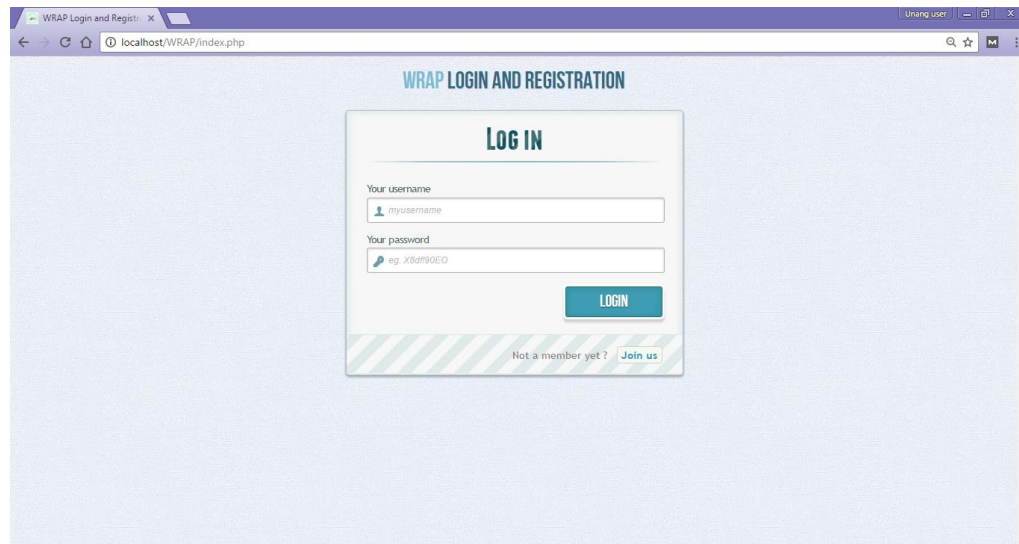 WRAP Login and Registr
Unang user
localhost/WRAP/index.php
WRAP LOGIN AND REGISTRATION
LOG IN
Your username
myusername
Your password
eg. X8df!90EO
LOGIN
Not a member yet ? Join us